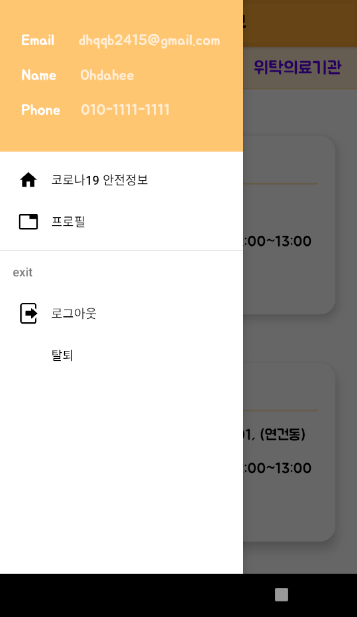 Email dhqqb2415@gmail.com
Name Ohdahee
Phone 010-1111-1111
위탁의료기관
코로나19 안전정보
프로필
:00~13:00
exit
로그아웃
탈퇴
(연건동)
:00~13:00